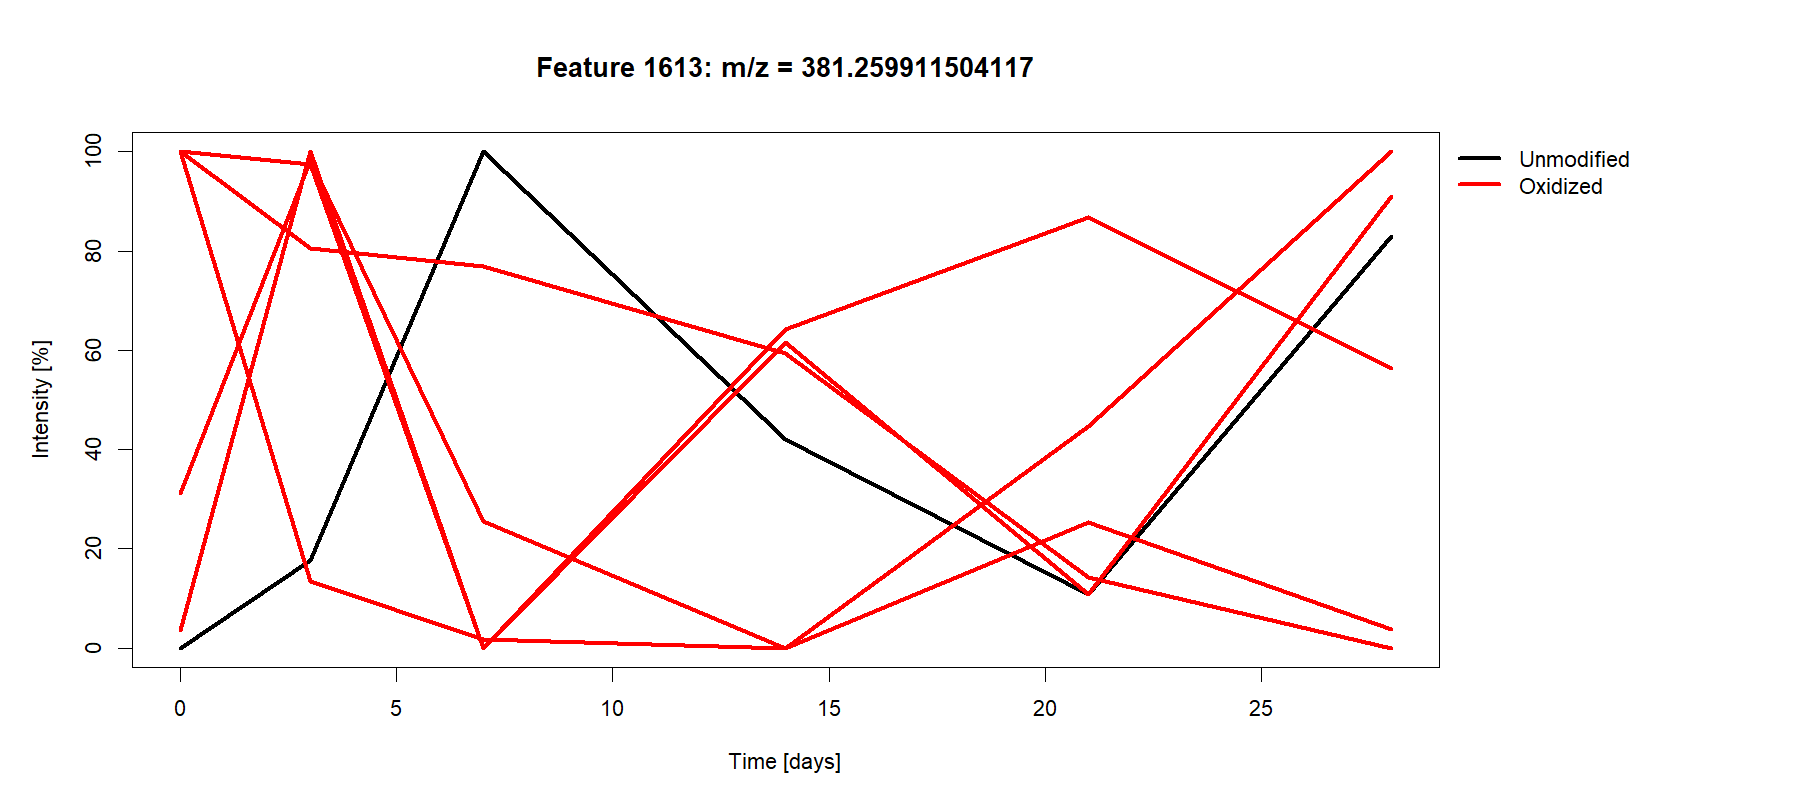 Feature 1613: m/z = 381.259911504117
Unmodified
Oxidized
100
80
60
40
20
0
Intensity [%]
0 5 10 15 20 25
Time [days]